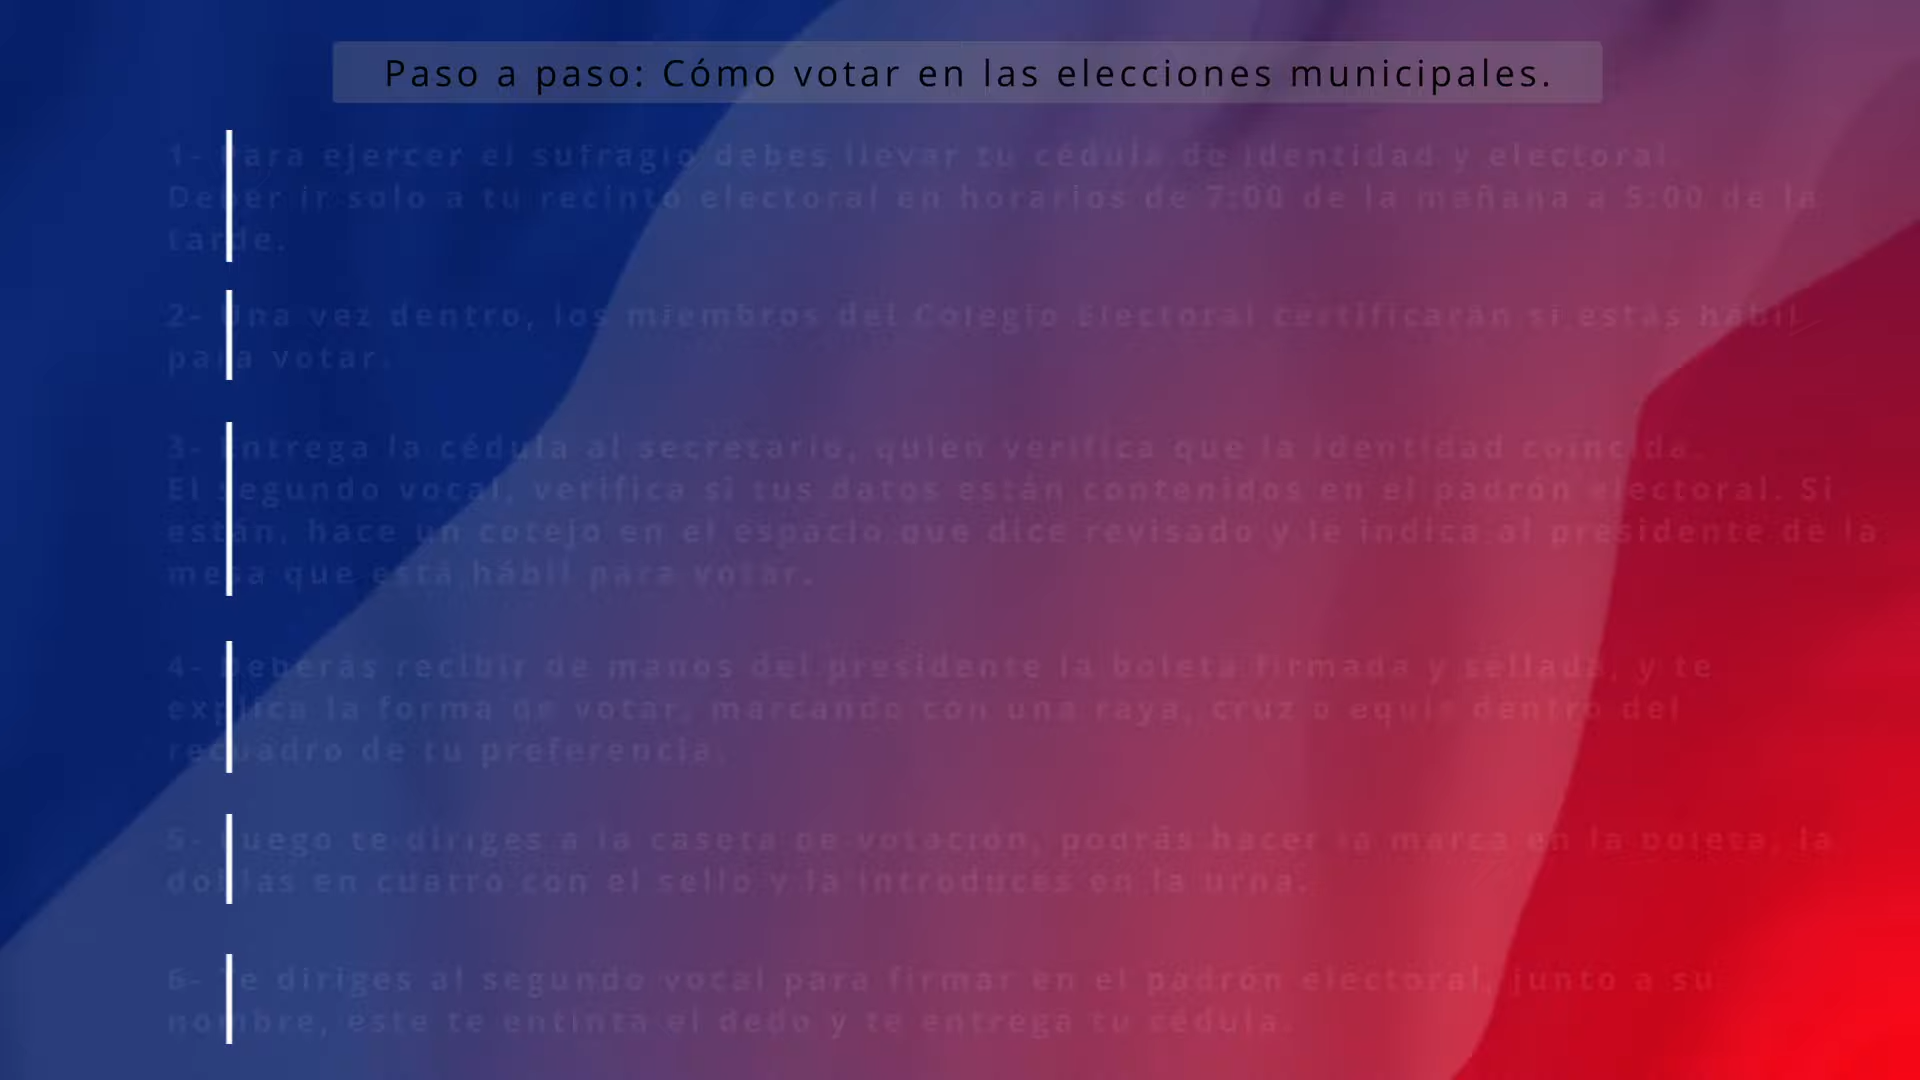 Paso a paso: Cómo votar en las elecciones municipales.
1- Para ejercer el sufragio debes llevar tu cédula de identidad y electoral.
Deber ir solo a tu recinto electoral en horarios de 7:00 de la mañana a 5:00 de la
tarde.
2- Una vez dentro, los miembros del Colegio Electoral certificarán si estás hábil
para votar.
3- Entrega la cédula al secretario, quien verifica que la identidad coincida.
El segundo vocal, verifica si tus datos están contenidos en el padrón electoral. Si
están, hace un cotejo en el espacio que dice revisado y le indica al presidente de la
mesa que está hábil para votar.
4- Deberás recibir de manos del presidente la boleta firmada y sellada, y te
explica la forma de votar, marcando con una raya, cruz o equis dentro del
recuadro de tu preferencia.
5- Luego te diriges a la caseta de votación, podrás hacer la marca en la boleta, la
doblas en cuatro con el sello y la introduces en la urna.
6- Te diriges al segundo vocal para firmar en el padrón electoral, junto a su
nombre, este te entinta el dedo y te entrega tu cédula.